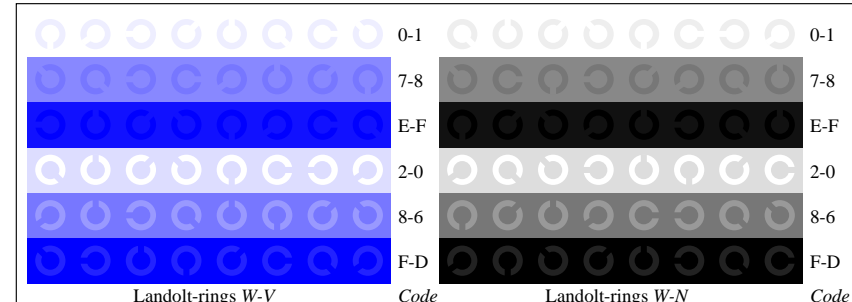 0-1 0-1
7-8 7-8
E-F E-F
2-0 2-0
8-6 8-6
F-D F-D
Landolt-rings W-V Code Landolt-rings W-N Code